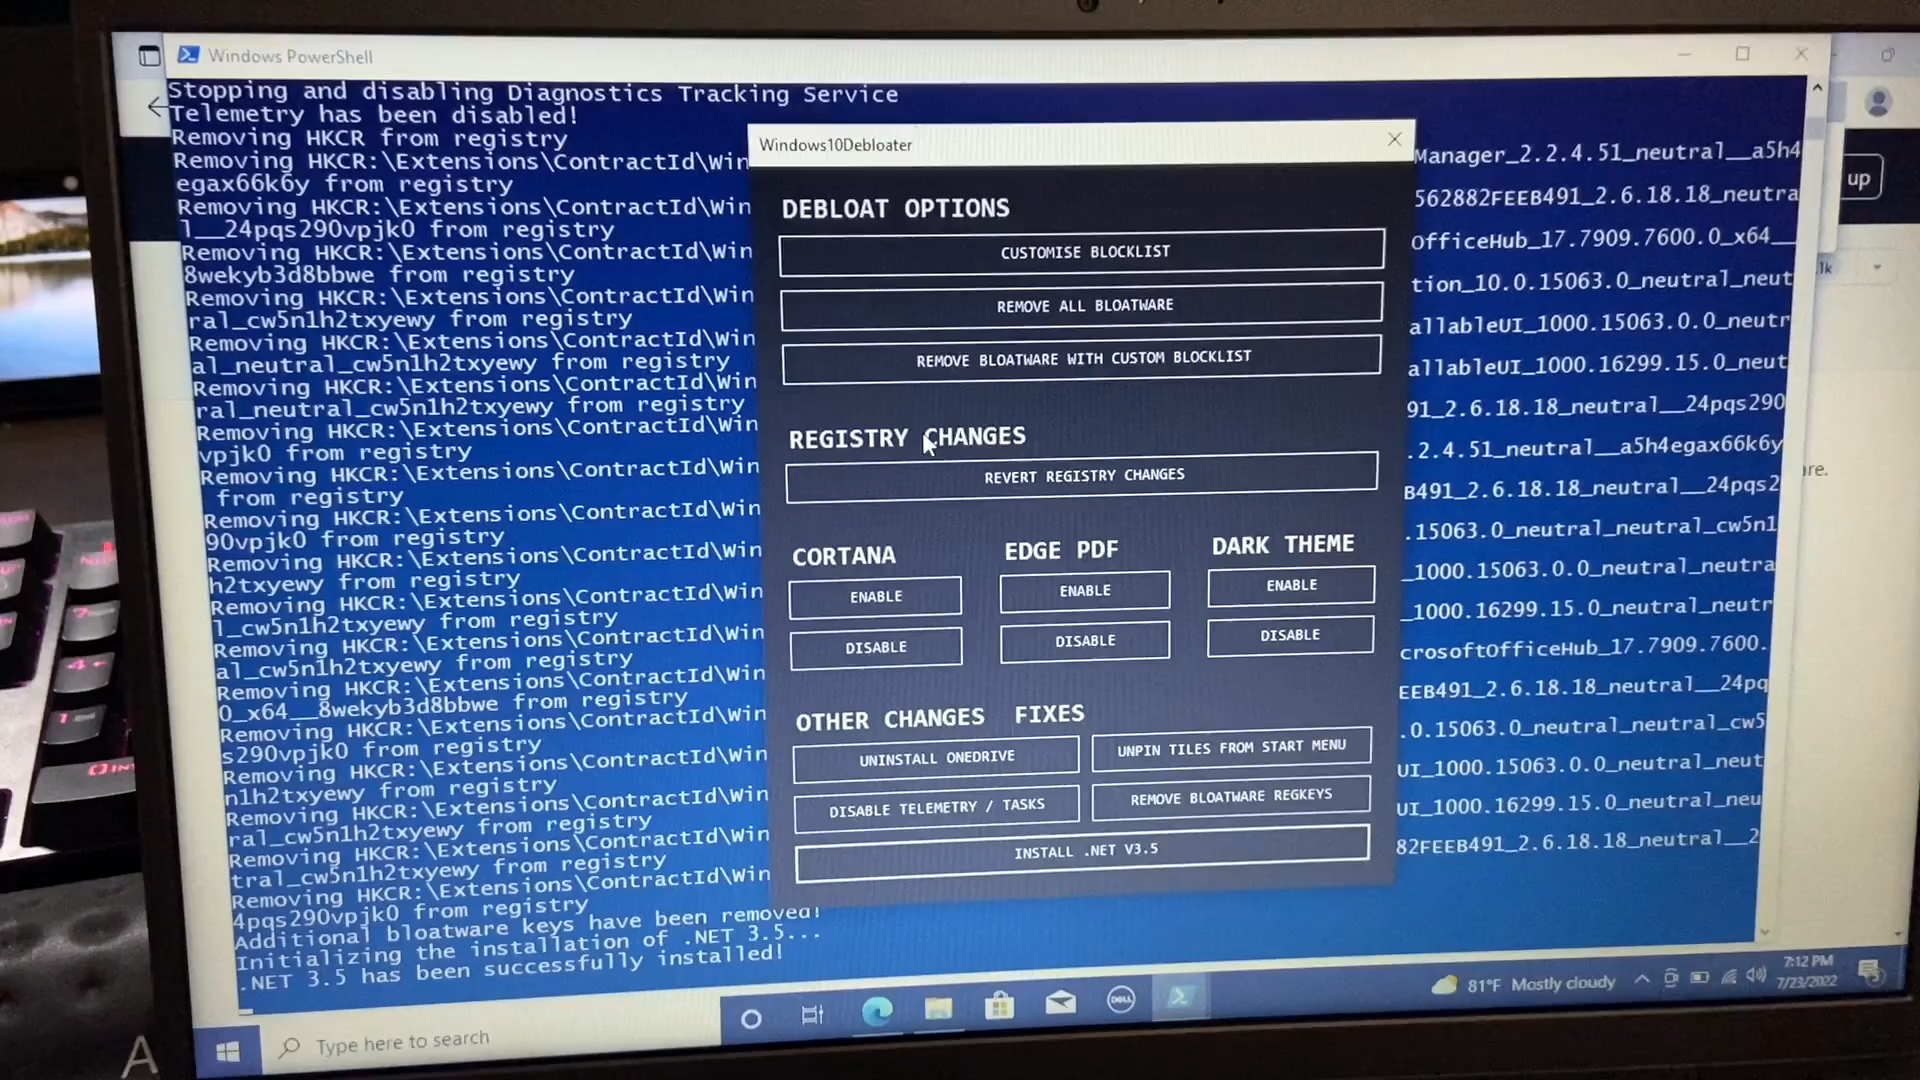 Windows PowerShell
Stopping and disabling Diagnostics Tracking Service
Telemetry has been disabled!
Removing HKCR from registry
Removing HKCR:\Extensions\ContractId\Win
egax66k6y from registry
Removing HKCR:\Extensions\ContractId\Win
l__24pqs290vpjk0 from registry
Removing HKCR:\Extensions\ContractId\Win
8wekyb3d8bbwe from registry
Removing HKCR:\Extensions\ContractId\Win
ral_cw5n1h2txyewy from registry
Removing HKCR:\Extensions\ContractId\Win
al_neutral_cw5n1h2txyewy from registry
Removing HKCR:\Extensions\ContractId\Win
ral_neutral_cw5n1h2txyewy from registry
Removing HKCR:\Extensions\ContractId\Win
vpjk0 from registry
Removing HKCR:\Extensions\ContractId\Win
from registry
Removing HKCR:\Extensions\ContractId\Win
90vpjk0 from registry
Removing HKCR:\Extensions\ContractId\Win
h2txyewy from registry
Removing HKCR:\Extensions\ContractId\Win
l_cw5n1h2txyewy from registry
Removing HKCR:\Extensions\ContractId\Win
al_cw5n1h2txyewy from registry
Removing HKCR:\Extensions\ContractId\Win
0_x64__8wekyb3d8bbwe from registry
Removing HKCR:\Extensions\ContractId\Win
s290vpjk0 from registry
Removing HKCR:\Extensions\ContractId\Win
n1h2txyewy from registry
Removing HKCR:\Extensions\ContractId\Win
ral_cw5n1h2txyewy from registry
Removing HKCR:\Extensions\ContractId\Win
tral_cw5n1h2txyewy from registry
Removing HKCR:\Extensions\ContractId\Win
4pqs290vpjk0 from registry
Additional bloatware keys have been removed!
Initializing the installation of .NET 3.5...
.NET 3.5 has been successfully installed!
Windows10Debloater
DEBLOAT OPTIONS
CUSTOMISE BLOCKLIST
REMOVE ALL BLOATWARE
REMOVE BLOATWARE WITH CUSTOM BLOCKLIST
REGISTRY CHANGES
REVERT REGISTRY CHANGES
CORTANA
ENABLE
DISABLE
EDGE PDF
ENABLE
DISABLE
DARK THEME
ENABLE
DISABLE
OTHER CHANGES FIXES
UNINSTALL ONEDRIVE
UNPIN TILES FROM START MENU
DISABLE TELEMETRY / TASKS
REMOVE BLOATWARE REGKEYS
INSTALL .NET V3.5
Manager_2.2.4.51_neutral__a5h4
562882FEEB491_2.6.18.18_neutra
OfficeHub_17.7909.7600.0_x64__
tion_10.0.15063.0_neutral_neut
allableUI_1000.15063.0.0_neutr
allableUI_1000.16299.15.0_neut
91_2.6.18.18_neutral__24pqs290
.2.4.51_neutral__a5h4egax66k6y
B491_2.6.18.18_neutral__24pqs2
.15063.0_neutral_neutral_cw5n1
_1000.15063.0.0_neutral_neutra
_1000.16299.15.0_neutral_neutr
crosoftOfficeHub_17.7909.7600.
EEB491_2.6.18.18_neutral__24pq
.0.15063.0_neutral_neutral_cw5
UI_1000.15063.0.0_neutral_neut
UI_1000.16299.15.0_neutral_neu
82FEEB491_2.6.18.18_neutral__2
up
1k
Type here to search
DELL
81°F Mostly cloudy
7:12 PM
7/23/2022
A